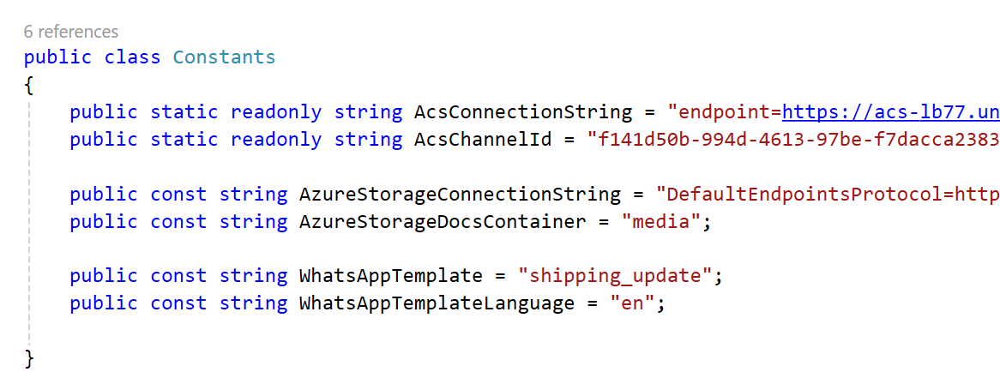 6 references
public class Constants
{
public static readonly string AcsConnectionString = "endpoint=https://acs-lb77.un
public static readonly string AcsChannelId = "f141d50b-994d-4613-97be-f7dacca2383
public const string AzureStorageConnectionString = "DefaultEndpointsProtocol=http
public const string AzureStorageDocsContainer = "media";
public const string WhatsAppTemplate = "shipping_update";
public const string WhatsAppTemplateLanguage = "en";
}